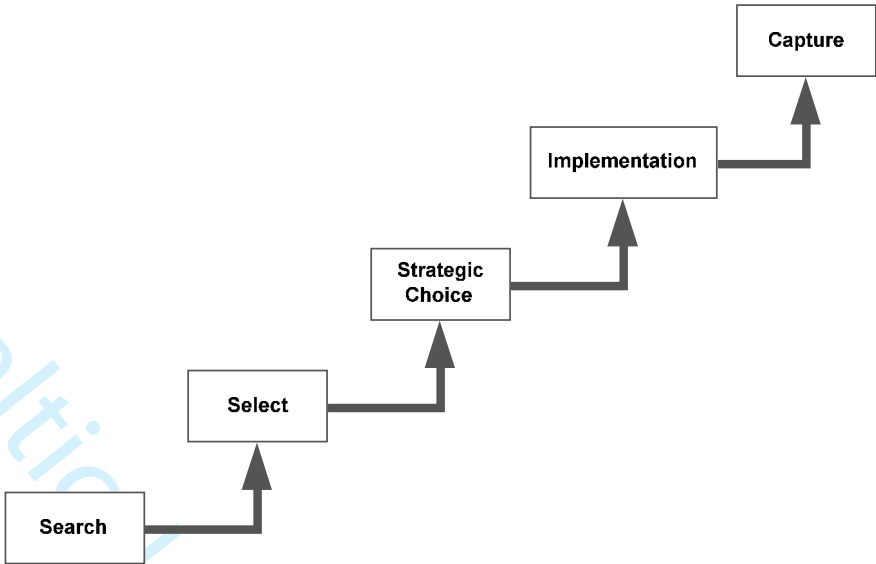 Capture
Implementation
Strategic
Choice
Select
Search